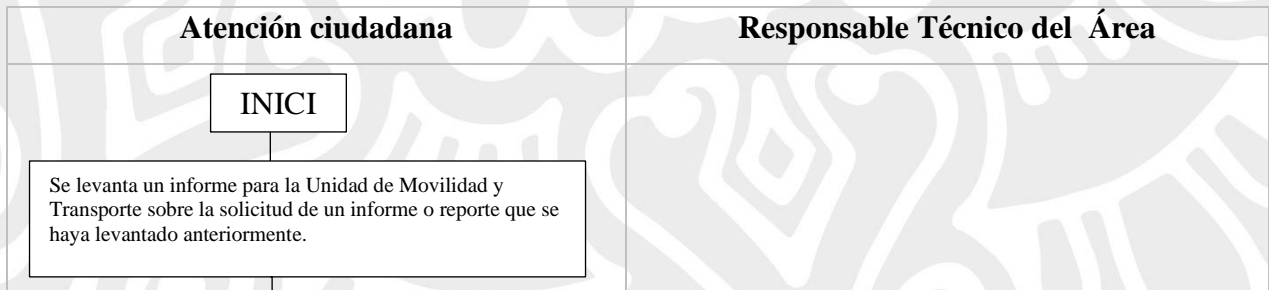 Atención ciudadana
Responsable Técnico del Área
INICI
Se levanta un informe para la Unidad de Movilidad y
Transporte sobre la solicitud de un informe o reporte que se
haya levantado anteriormente.